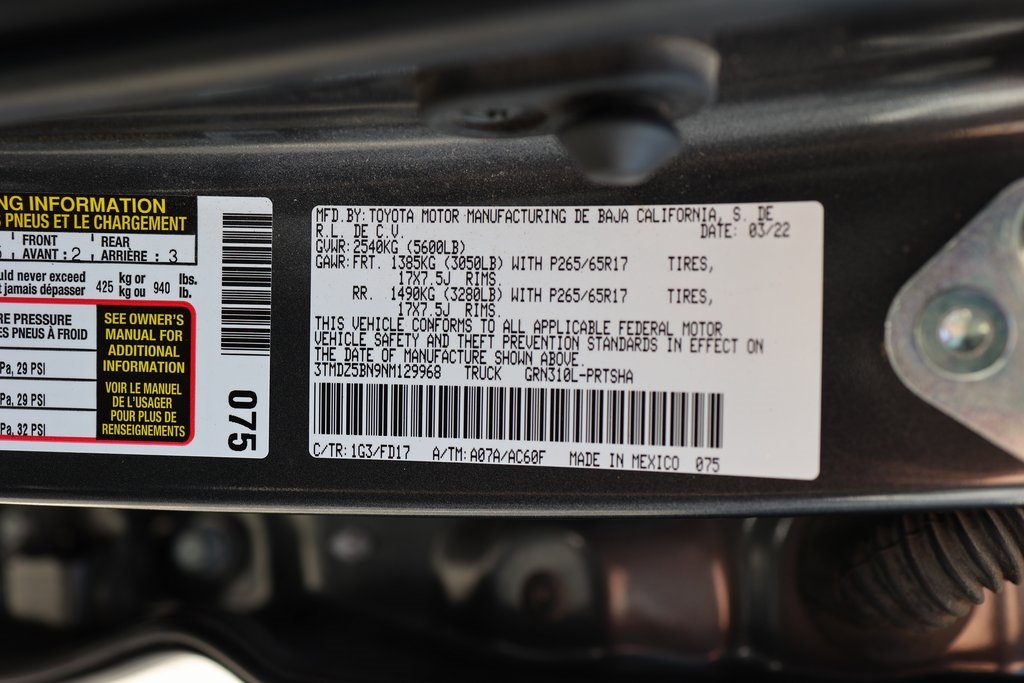 NG INFORMATION
PNEUS ET LE CHARGEMENT
FRONT REAR
AVANT : 2 ARRIÈRE : 3
uld never exceed 425 kg or 940 lbs.
t jamais dépasser kg ou lb.
RE PRESSURE
ES PNEUS À FROID
Pa, 29 PSI
Pa, 29 PSI
Pa, 32 PSI
SEE OWNER'S
MANUAL FOR
ADDITIONAL
INFORMATION
VOIR LE MANUEL
DE L'USAGER
POUR PLUS DE
RENSEIGNEMENTS
075
MFD.BY: TOYOTA MOTOR MANUFACTURING DE BAJA CALIFORNIA, S. DE
R.L. DE C.V. DATE: 03/22
GVWR: 2540KG (5600LB)
GAWR: FRT. 1385KG (3050LB) WITH P265/65R17 TIRES,
17X7.5J RIMS.
RR. 1490KG (3280LB) WITH P265/65R17 TIRES,
17X7.5J RIMS.
THIS VEHICLE CONFORMS TO ALL APPLICABLE FEDERAL MOTOR
VEHICLE SAFETY AND THEFT PREVENTION STANDARDS IN EFFECT ON
THE DATE OF MANUFACTURE SHOWN ABOVE.
3TMDZ5BN9NM129968 TRUCK GRN310L-PRTSHA
C/TR: 1G3/FD17 A/TM: A07A/AC60F MADE IN MEXICO 075